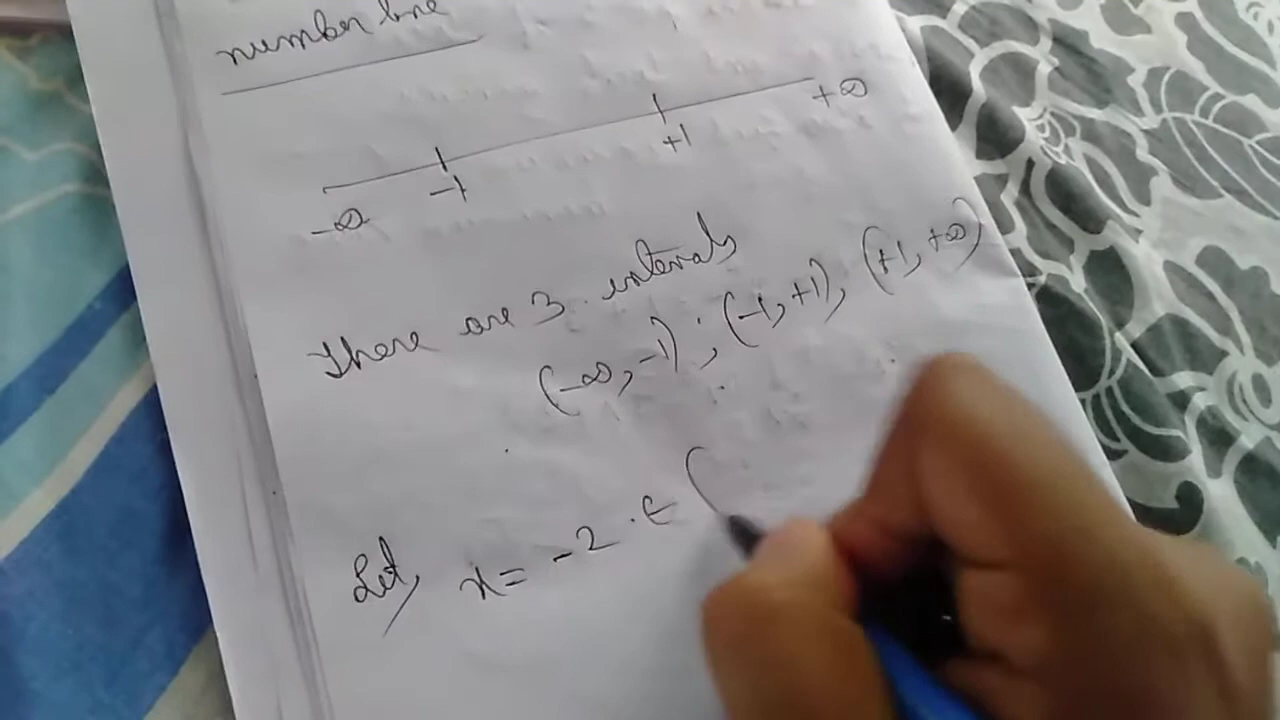 number line
-∞ -1 +1 +∞
There are 3 intervals
(-∞, -1) ; (-1, +1), (+1, +∞)
Let, x = -2 ∈ (